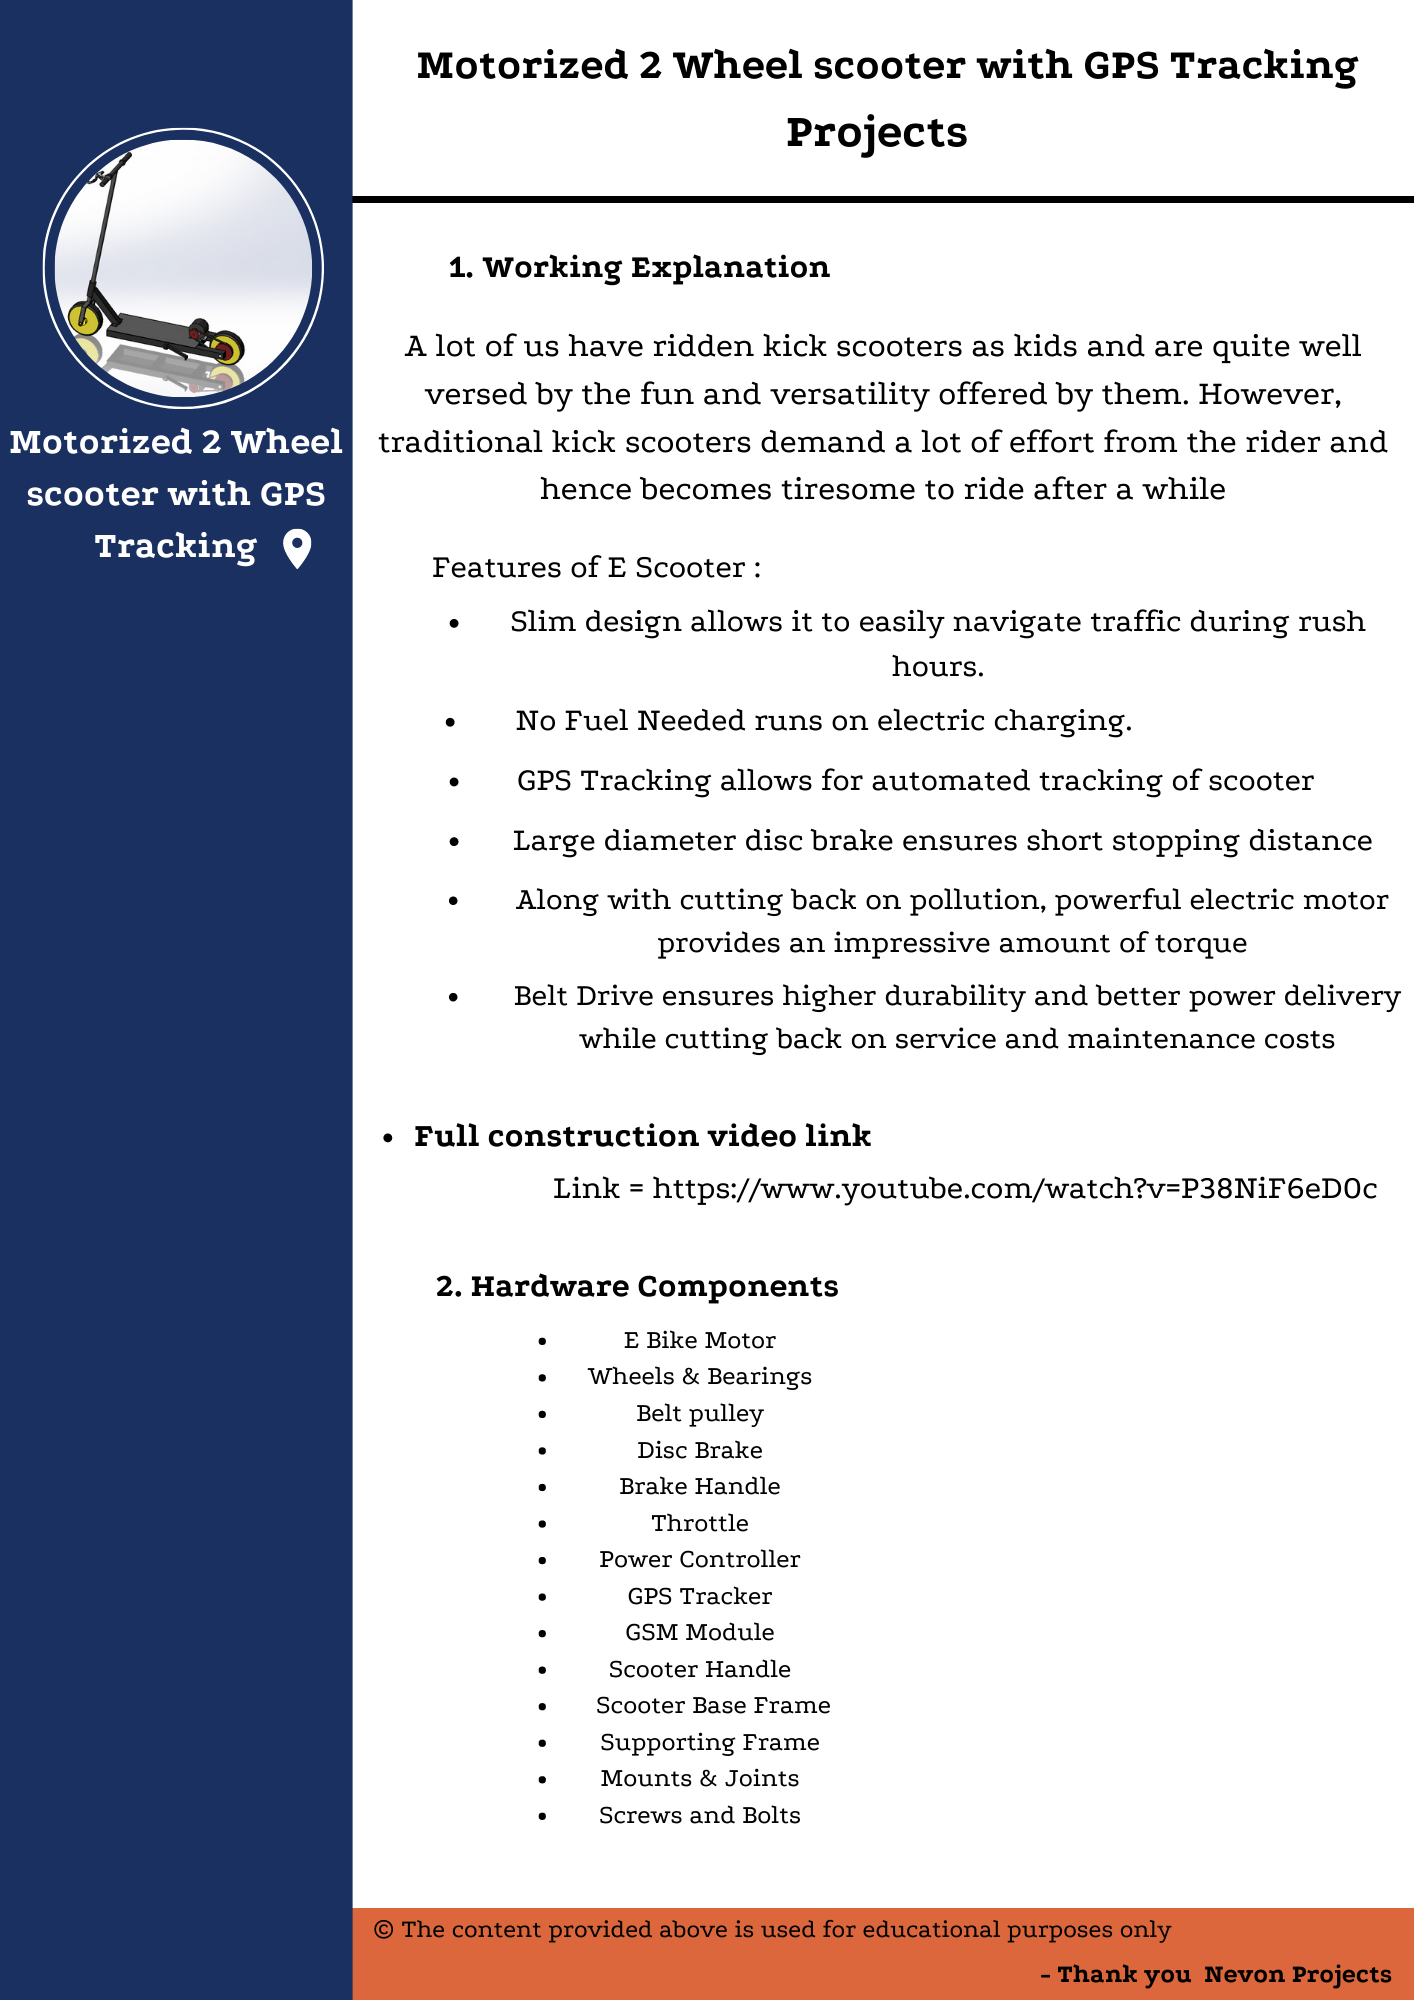 Motorized 2 Wheel scooter with GPS Tracking
Projects
Motorized 2 Wheel
scooter with GPS
Tracking
1. Working Explanation
A lot of us have ridden kick scooters as kids and are quite well
versed by the fun and versatility offered by them. However,
traditional kick scooters demand a lot of effort from the rider and
hence becomes tiresome to ride after a while
Features of E Scooter :
• Slim design allows it to easily navigate traffic during rush
hours.
• No Fuel Needed runs on electric charging.
• GPS Tracking allows for automated tracking of scooter
• Large diameter disc brake ensures short stopping distance
• Along with cutting back on pollution, powerful electric motor
provides an impressive amount of torque
• Belt Drive ensures higher durability and better power delivery
while cutting back on service and maintenance costs
• Full construction video link
Link = https://www.youtube.com/watch?v=P38NiF6eD0c
2. Hardware Components
• E Bike Motor
• Wheels & Bearings
• Belt pulley
• Disc Brake
• Brake Handle
• Throttle
• Power Controller
• GPS Tracker
• GSM Module
• Scooter Handle
• Scooter Base Frame
• Supporting Frame
• Mounts & Joints
• Screws and Bolts
© The content provided above is used for educational purposes only
- Thank you Nevon Projects